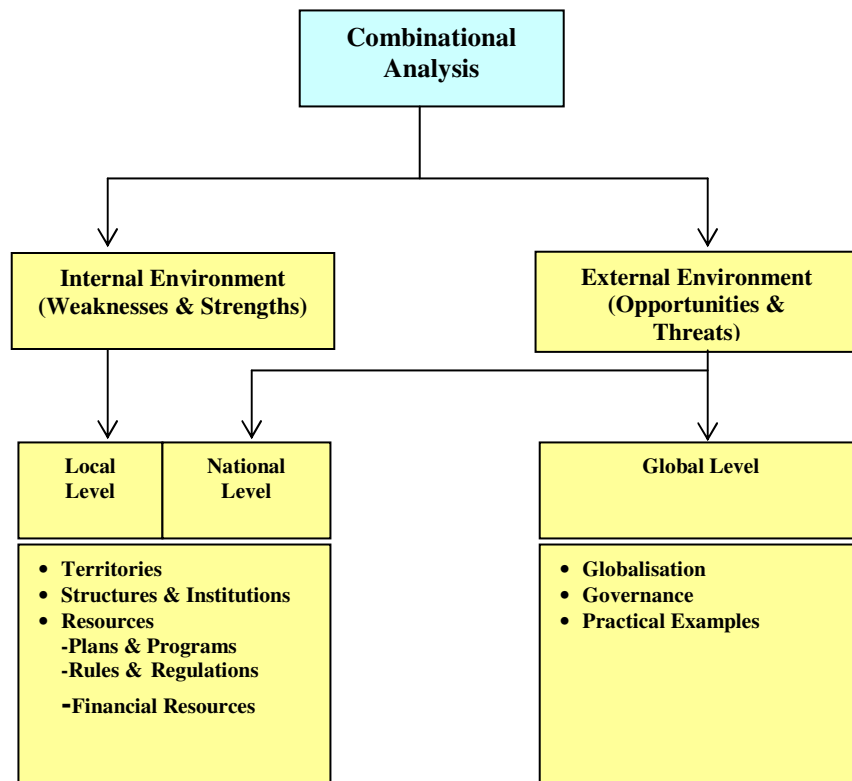 Combinational
Analysis
Internal Environment
(Weaknesses & Strengths)
External Environment
(Opportunities &
Threats)
Local
Level
National
Level
Global Level
• Territories
• Structures & Institutions
• Resources
-Plans & Programs
-Rules & Regulations
-Financial Resources
• Globalisation
• Governance
• Practical Examples